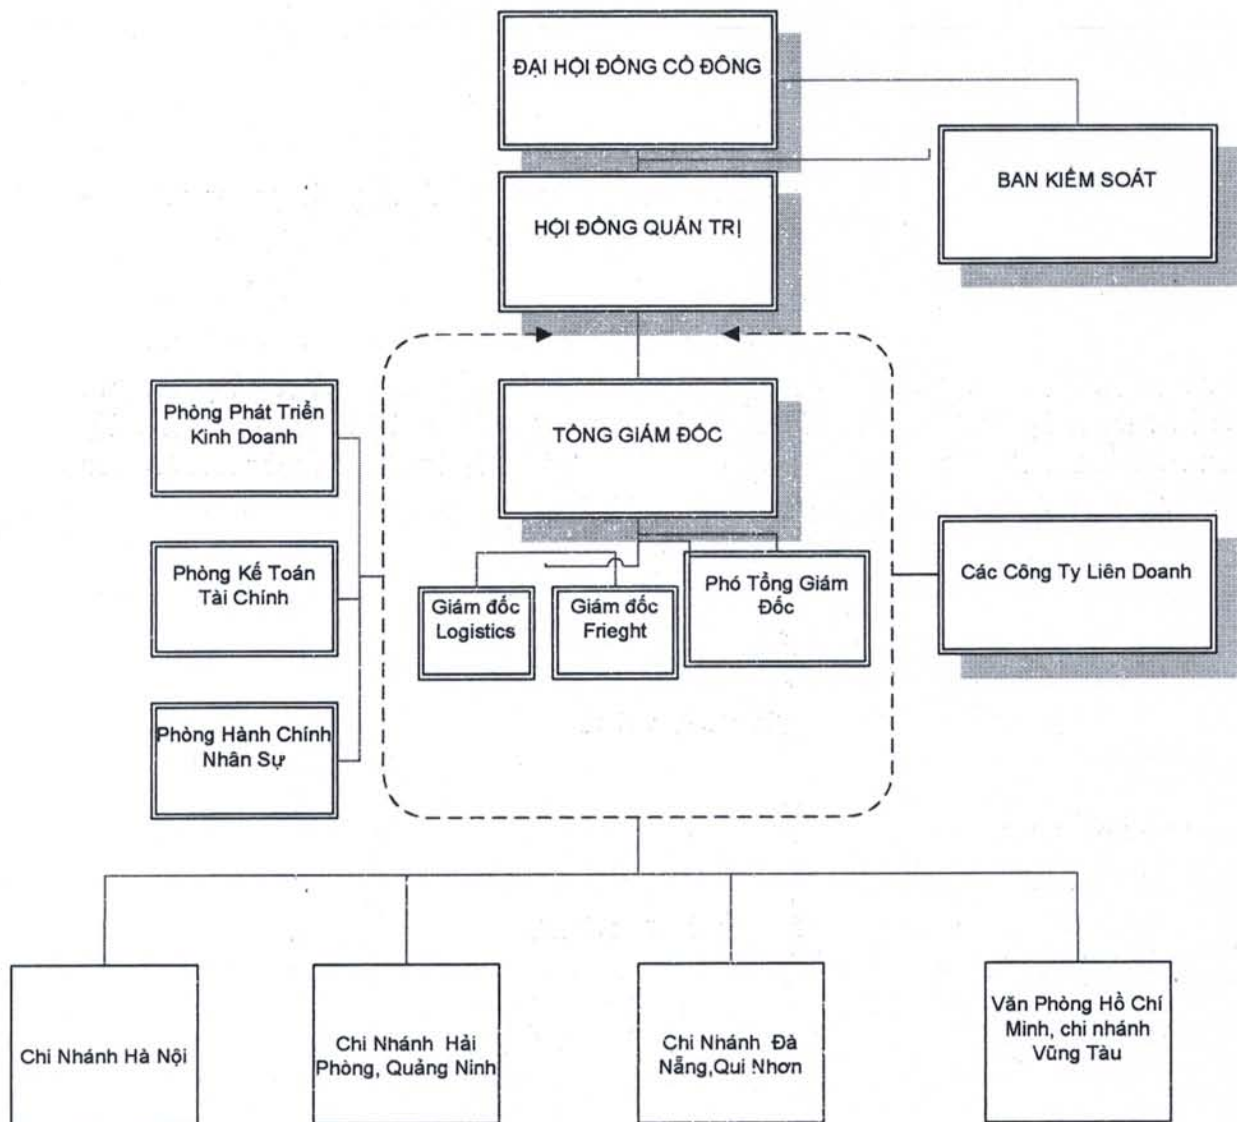 ĐẠI HỘI ĐỒNG CỔ ĐÔNG
BAN KIỂM SOÁT
HỘI ĐỒNG QUẢN TRỊ
Phòng Phát Triển
Kinh Doanh
TỔNG GIÁM ĐỐC
Phòng Kế Toán
Tài Chính
Các Công Ty Liên Doanh
Giám đốc
Logistics
Giám đốc
Frieght
Phó Tổng Giám
Đốc
Phòng Hành Chính
Nhân Sự
Chi Nhánh Hà Nội
Chi Nhánh Hải
Phòng, Quảng Ninh
Chi Nhánh Đà
Nẵng,Qui Nhơn
Văn Phòng Hồ Chí
Minh, chi nhánh
Vũng Tàu